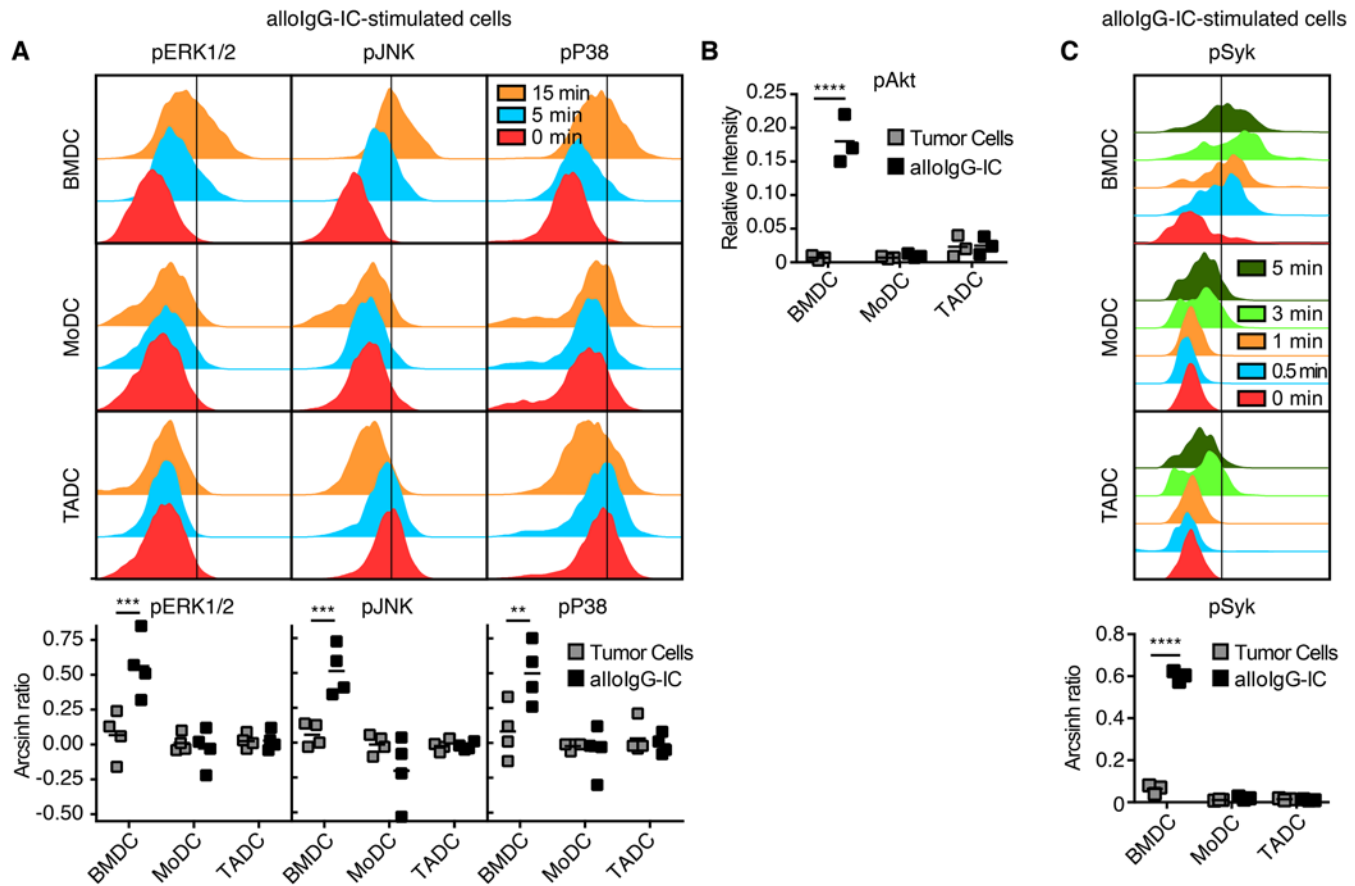 alloIgG-IC-stimulated cells
A
pERK1/2 pJNK pP38
15 min
5 min
0 min
BMDC
MoDC
TADC
pERK1/2 pJNK pP38
***
***
**
Tumor Cells
alloIgG-IC
Arcsinh ratio
0.75
0.50
0.25
0.00
-0.25
-0.50
BMDC MoDC TADC BMDC MoDC TADC BMDC MoDC TADC
B
pAkt
****
Relative Intensity
0.25
0.20
0.15
0.10
0.05
0
Tumor Cells
alloIgG-IC
BMDC MoDC TADC
alloIgG-IC-stimulated cells
C
pSyk
BMDC
MoDC
TADC
5 min
3 min
1 min
0.5 min
0 min
pSyk
****
Arcsinh ratio
0.8
0.6
0.4
0.2
0
Tumor Cells
alloIgG-IC
BMDC MoDC TADC